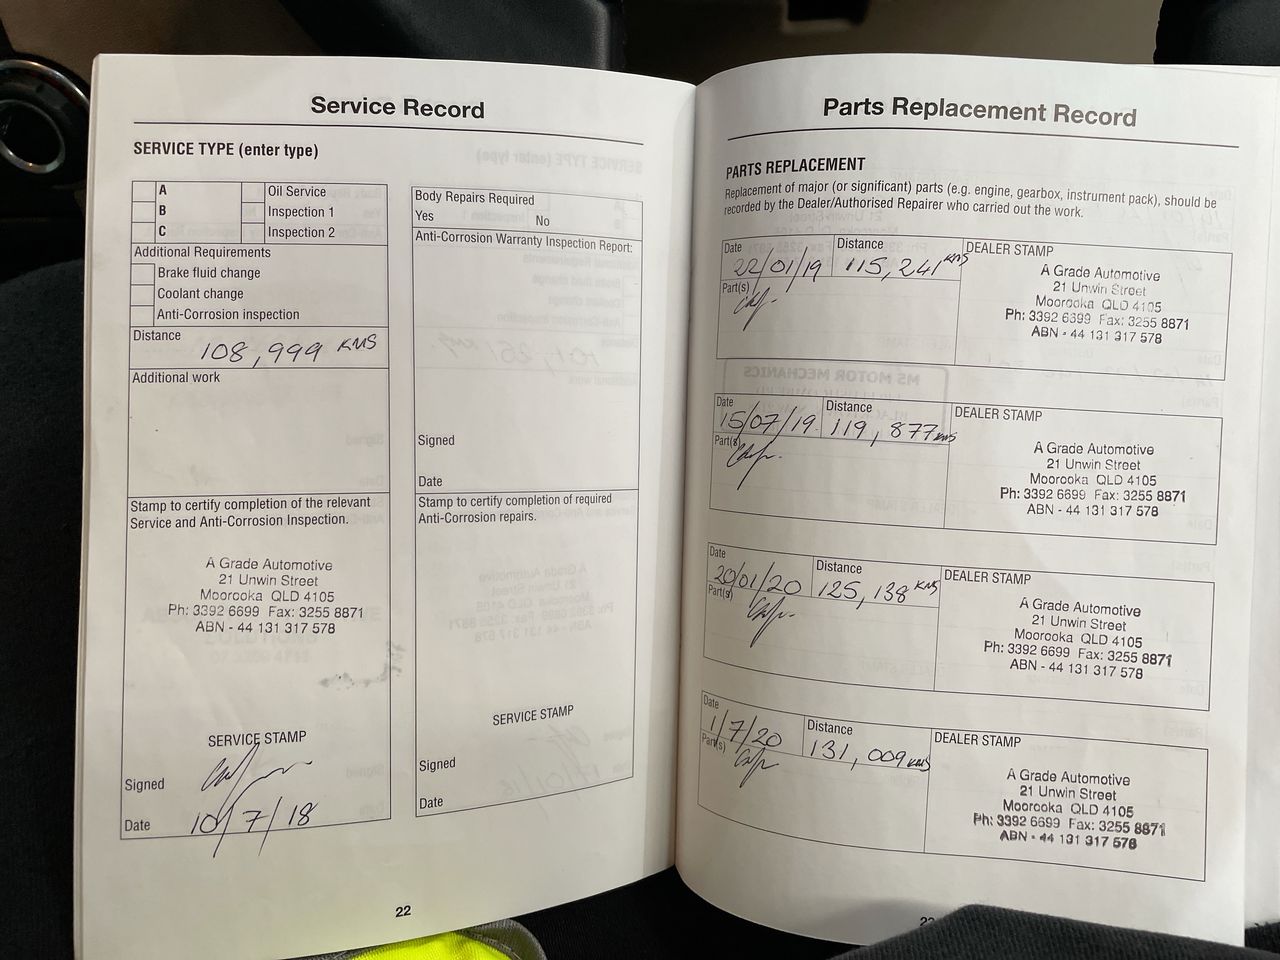 Service Record
SERVICE TYPE (enter type)
A
Oil Service
B
Inspection 1
C
Inspection 2
Additional Requirements
Brake fluid change
Coolant change
Anti-Corrosion inspection
Distance
108,999 KMS
Additional work
Stamp to certify completion of the relevant
Service and Anti-Corrosion Inspection.
A Grade Automotive
21 Unwin Street
Moorooka QLD 4105
Ph: 3392 6699 Fax: 3255 8871
ABN - 44 131 317 578
SERVICE STAMP
Signed
Date 10/7/18
Body Repairs Required
Yes No
Anti-Corrosion Warranty Inspection Report:
Signed
Date
Stamp to certify completion of required
Anti-Corrosion repairs.
SERVICE STAMP
Signed
Date
22
Parts Replacement Record
PARTS REPLACEMENT
Replacement of major (or significant) parts (e.g. engine, gearbox, instrument pack), should be
recorded by the Dealer/Authorised Repairer who carried out the work.
Date Distance DEALER STAMP
22/01/19 115,241 KMS
Part(s)
A Grade Automotive
21 Unwin Street
Moorooka QLD 4105
Ph: 3392 6699 Fax: 3255 8871
ABN - 44 131 317 578
Date Distance DEALER STAMP
15/07/19 119,877 KMS
Part(s)
A Grade Automotive
21 Unwin Street
Moorooka QLD 4105
Ph: 3392 6699 Fax: 3255 8871
ABN - 44 131 317 578
Date Distance DEALER STAMP
20/01/20 125,138 KMS
Part(s)
A Grade Automotive
21 Unwin Street
Moorooka QLD 4105
Ph: 3392 6699 Fax: 3255 8871
ABN - 44 131 317 578
Date Distance DEALER STAMP
1/7/20 131,009 KMS
Part(s)
A Grade Automotive
21 Unwin Street
Moorooka QLD 4105
Ph: 3392 6699 Fax: 3255 8871
ABN - 44 131 317 578